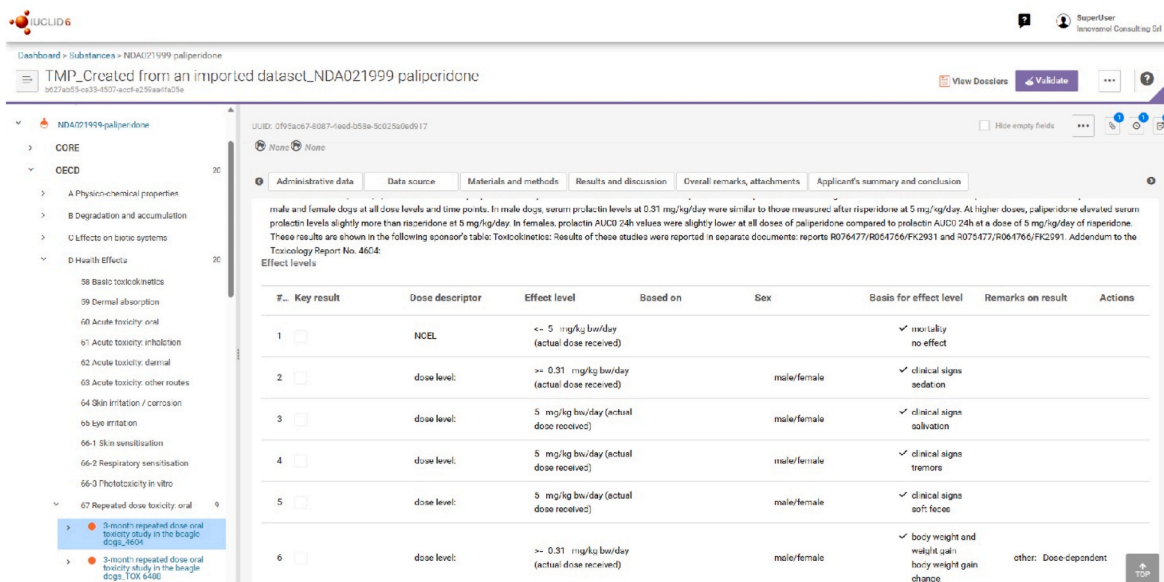 IUCLID 6
SuperUser
Innovamol Consulting Srl
Dashboard > Substances > NDA021999-paliperidone
TMP_Created from an imported dataset_NDA021999 paliperidone
View Dossiers
Validate
NDA021999-paliperidone
CORE
OECD 20
A Physico-chemical properties
B Degradation and accumulation
C Effects on biotic systems
D Health Effects 20
58 Basic toxicokinetics
59 Dermal absorption
60 Acute toxicity: oral
61 Acute toxicity: inhalation
62 Acute toxicity: dermal
63 Acute toxicity: other routes
64 Skin irritation / corrosion
65 Eye irritation
66-1 Skin sensitisation
66-2 Respiratory sensitisation
66-3 Phototoxicity in vitro
67 Repeated dose toxicity: oral 9
3-month repeated dose oral
toxicity study in the beagle
dogs_4604
3-month repeated dose oral
toxicity study in the beagle
dogs_TOX 6480
Hide empty fields
None None
Administrative data Data source Materials and methods Results and discussion Overall remarks, attachments Applicant's summary and conclusion
male and female dogs at all dose levels and time points. In male dogs, serum prolactin levels at 0.31 mg/kg/day were similar to those measured after risperidone at 5 mg/kg/day. At higher doses, paliperidone elevated serum
prolactin levels slightly more than risperidone at 5 mg/kg/day. In females, prolactin AUC0 24h values were slightly lower at all doses of paliperidone compared to prolactin AUC0 24h at a dose of 5 mg/kg/day of risperidone.
These results are shown in the following sponsor's table: Toxicokinetics: Results of these studies were reported in separate documents: reports R076477/R064766/FK2931 and R076477/R064766/FK2991. Addendum to the
Toxicology Report No. 4604:
Effect levels
#... Key result Dose descriptor Effect level Based on Sex Basis for effect level Remarks on result Actions
1 NOEL <= 5 mg/kg bw/day ✓ mortality
(actual dose received) no effect
2 dose level: >= 0.31 mg/kg bw/day male/female ✓ clinical signs
(actual dose received) sedation
3 dose level: 5 mg/kg bw/day (actual male/female ✓ clinical signs
dose received) salivation
4 dose level: 5 mg/kg bw/day (actual male/female ✓ clinical signs
dose received) tremors
5 dose level: 5 mg/kg bw/day (actual male/female ✓ clinical signs
dose received) soft feces
6 dose level: >= 0.31 mg/kg bw/day male/female ✓ body weight and
(actual dose received) weight gain other: Dose-dependent
body weight gain
change
TOP